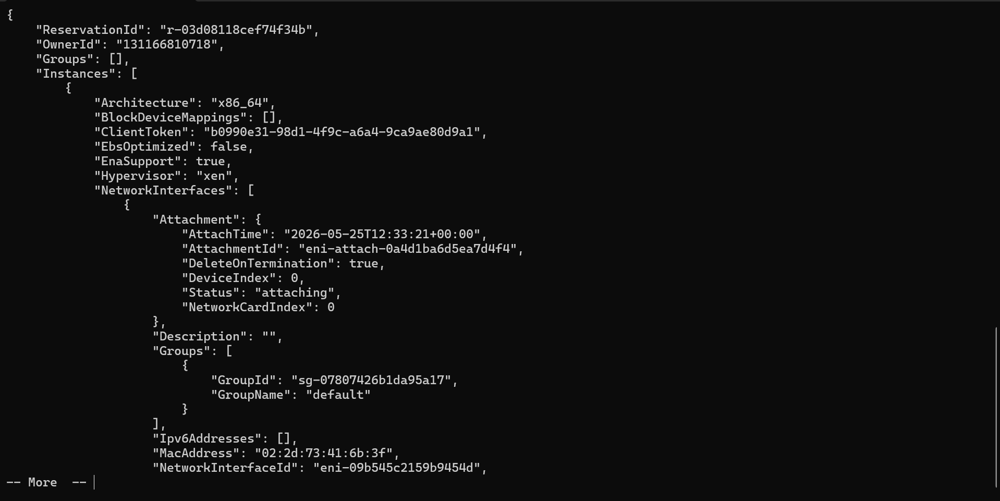 {
    "ReservationId": "r-03d08118cef74f34b",
    "OwnerId": "131166810718",
    "Groups": [],
    "Instances": [
        {
            "Architecture": "x86_64",
            "BlockDeviceMappings": [],
            "ClientToken": "b0990e31-98d1-4f9c-a6a4-9ca9ae80d9a1",
            "EbsOptimized": false,
            "EnaSupport": true,
            "Hypervisor": "xen",
            "NetworkInterfaces": [
                {
                    "Attachment": {
                        "AttachTime": "2026-05-25T12:33:21+00:00",
                        "AttachmentId": "eni-attach-0a4d1ba6d5ea7d4f4",
                        "DeleteOnTermination": true,
                        "DeviceIndex": 0,
                        "Status": "attaching",
                        "NetworkCardIndex": 0
                    },
                    "Description": "",
                    "Groups": [
                        {
                            "GroupId": "sg-07807426b1da95a17",
                            "GroupName": "default"
                        }
                    ],
                    "Ipv6Addresses": [],
                    "MacAddress": "02:2d:73:41:6b:3f",
                    "NetworkInterfaceId": "eni-09b545c2159b9454d",
-- More  --